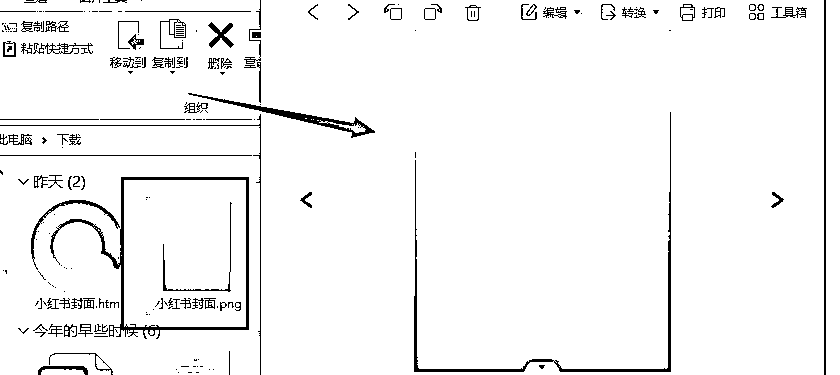 复制路径
粘贴快捷方式
移动到 复制到 删除
组织
此电脑 > 下载
昨天 (2)
小红书封面.htm
小红书封面.png
今年的早些时候 (6)
编辑 转换 打印 工具箱